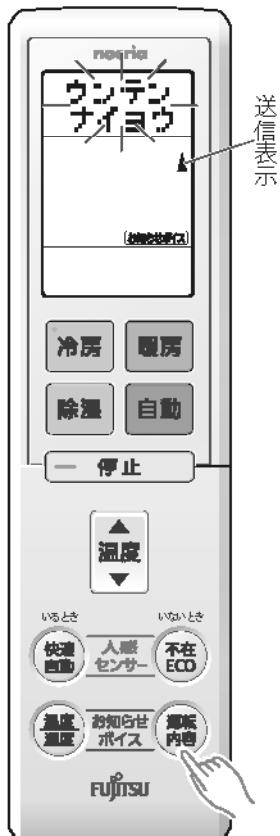 nocria
ウンテン
ナイヨウ
送信表示
お知らせボイス
冷房
暖房
除湿
自動
停止
温度
いるとき
いないとき
快適
自動
人感
センサー
不在
ECO
温度
湿度
お知らせ
ボイス
運転
内容
FUJITSU